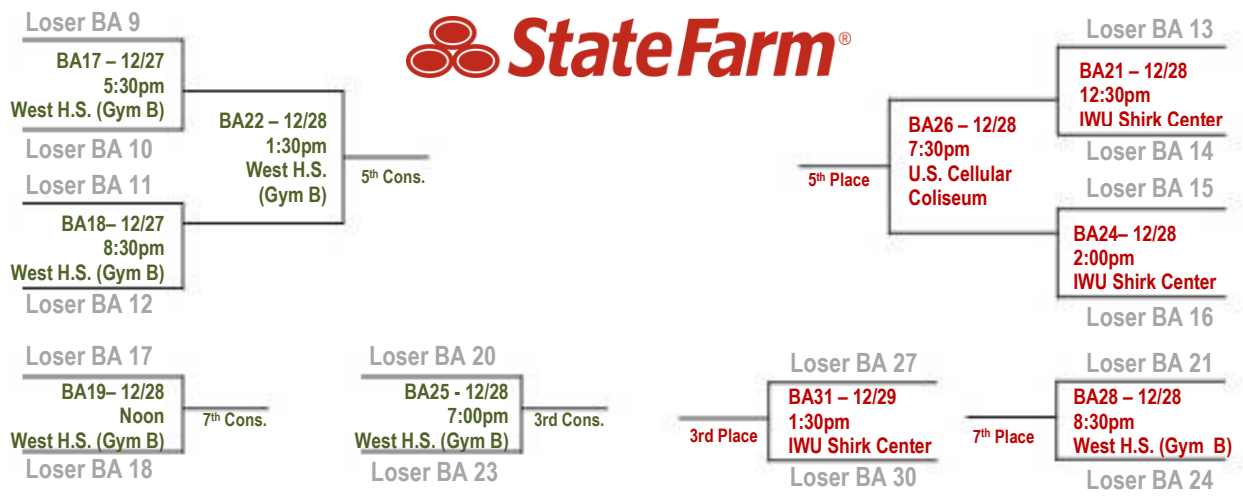 Loser BA 9
BA17 – 12/27
5:30pm
West H.S. (Gym B)
Loser BA 10
Loser BA 11
BA18– 12/27
8:30pm
West H.S. (Gym B)
Loser BA 12
BA22 – 12/28
1:30pm
West H.S.
(Gym B)
5th Cons.
State Farm®
Loser BA 13
BA21 – 12/28
12:30pm
IWU Shirk Center
Loser BA 14
Loser BA 15
BA24– 12/28
2:00pm
IWU Shirk Center
Loser BA 16
BA26 – 12/28
7:30pm
U.S. Cellular
Coliseum
5th Place
Loser BA 17
BA19– 12/28
Noon
West H.S. (Gym B)
Loser BA 18
7th Cons.
Loser BA 20
BA25 - 12/28
7:00pm
West H.S. (Gym B)
Loser BA 23
3rd Cons.
Loser BA 27
BA31 – 12/29
1:30pm
IWU Shirk Center
Loser BA 30
3rd Place
Loser BA 21
BA28 – 12/28
8:30pm
West H.S. (Gym B)
Loser BA 24
7th Place